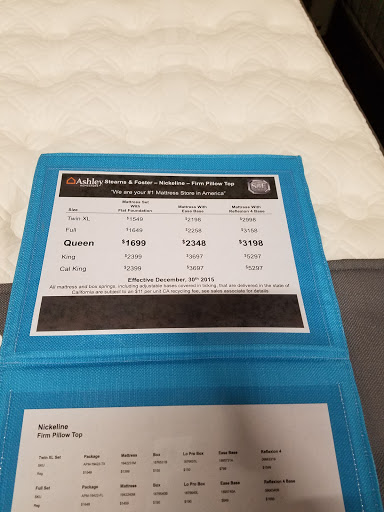 Ashley Stearns & Foster – Nickeline – Firm Pillow Top
"We are your #1 Mattress Store in America"
Size Mattress Set With Flat Foundation Mattress With Ease Base Mattress With Reflexion 4 Base
Twin XL $1549 $2198 $2998
Full $1649 $2258 $3158
Queen $1699 $2348 $3198
King $2399 $3697 $5297
Cal King $2399 $3697 $5297
Effective December, 30th 2015
All mattress and box springs, including adjustable bases covered in ticking, that are delivered in the state of
California are subject to an $11 per unit CA recycling fee, see sales associate for details.
Nickeline
Firm Pillow Top
Twin XL Set Package Mattress Box Lo Pro Box Ease Base Reflexion 4
SKU
Reg
Full Set Package Mattress Box Lo Pro Box Ease Base Reflexion 4 Base
SKU
Reg